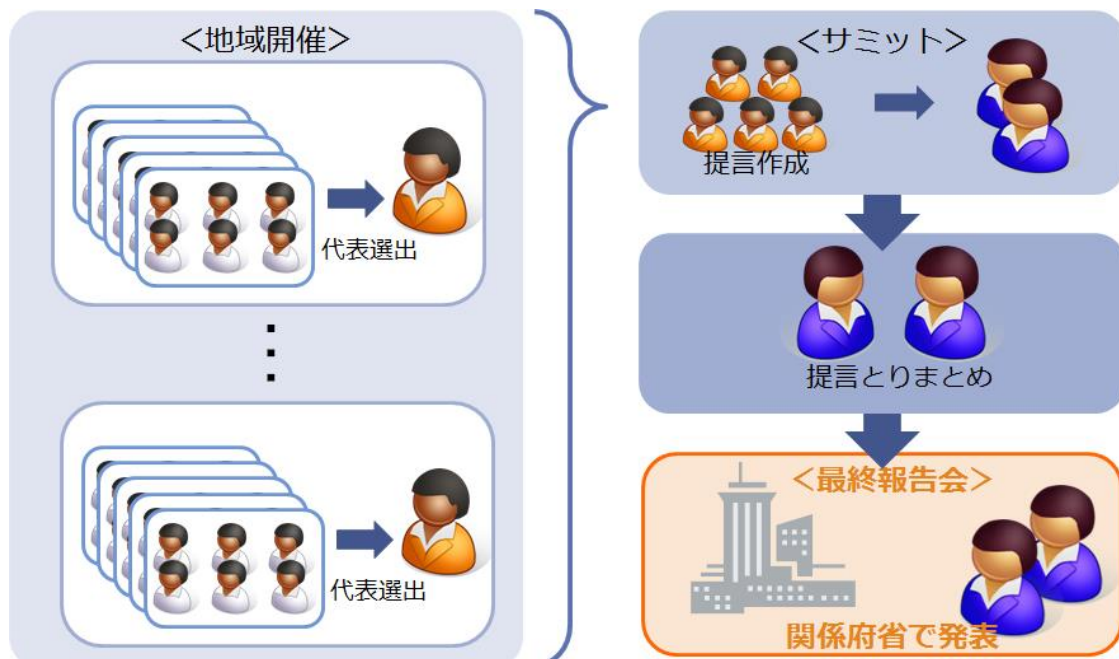 <地域開催>
代表選出
代表選出
<サミット>
提言作成
提言とりまとめ
<最終報告会>
関係府省で発表